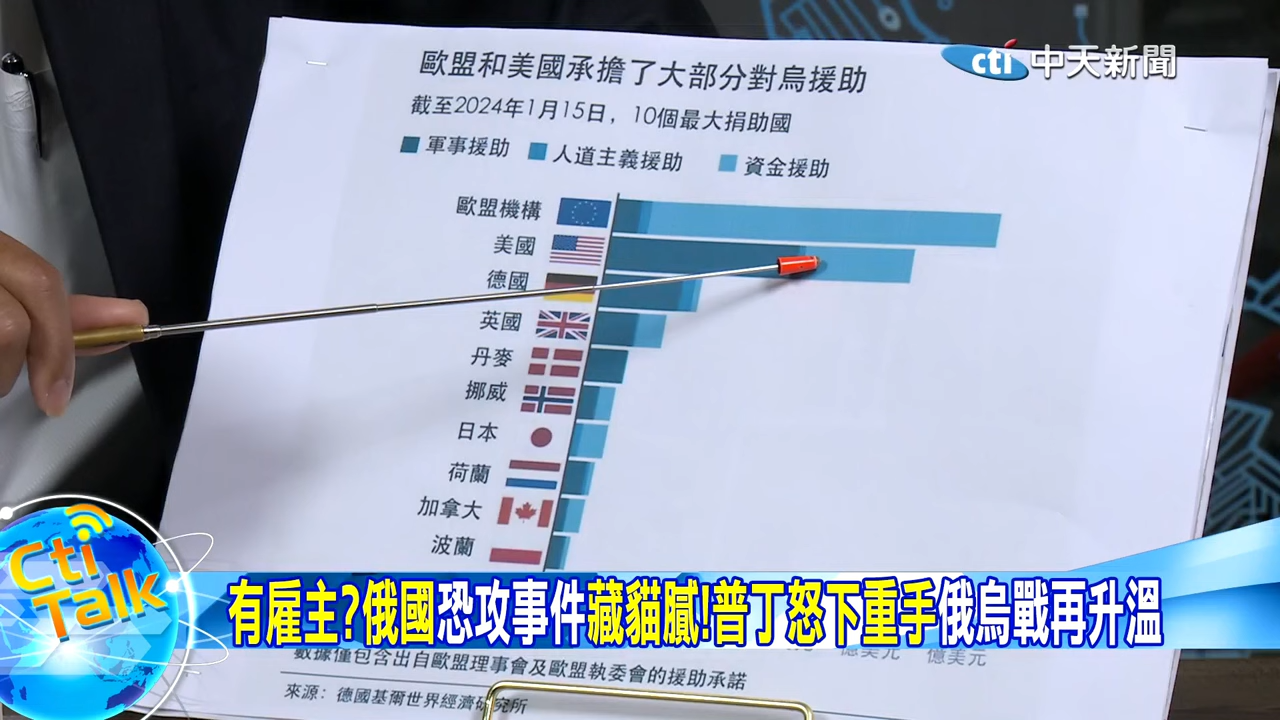 歐盟和美國承擔了大部分對烏援助
cti 中天新聞
截至2024年1月15日，10個最大捐助國
軍事援助 人道主義援助 資金援助
歐盟機構
美國
德國
英國
丹麥
挪威
日本
荷蘭
加拿大
波蘭
Cti Talk
有雇主?俄國恐攻事件藏貓膩!普丁怒下重手俄烏戰再升溫
億美元 億美元
數據僅包含出自歐盟理事會及歐盟執委會的援助承諾
來源：德國基爾世界經濟研究所